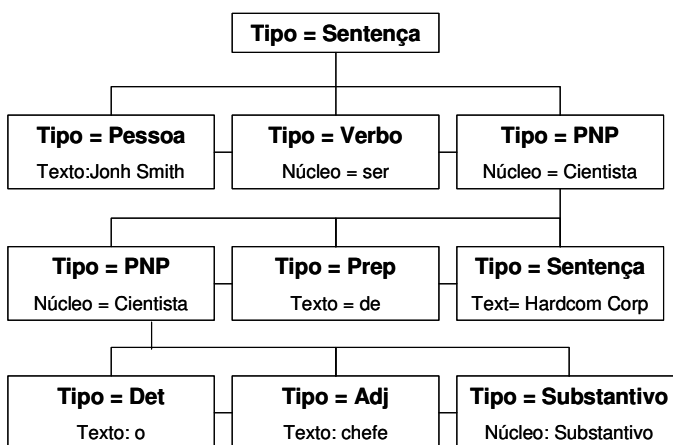 Tipo = Sentença
Tipo = Pessoa
Texto:Jonh Smith
Tipo = Verbo
Núcleo = ser
Tipo = PNP
Núcleo = Cientista
Tipo = PNP
Núcleo = Cientista
Tipo = Prep
Texto = de
Tipo = Sentença
Text= Hardcom Corp
Tipo = Det
Texto: o
Tipo = Adj
Texto: chefe
Tipo = Substantivo
Núcleo: Substantivo